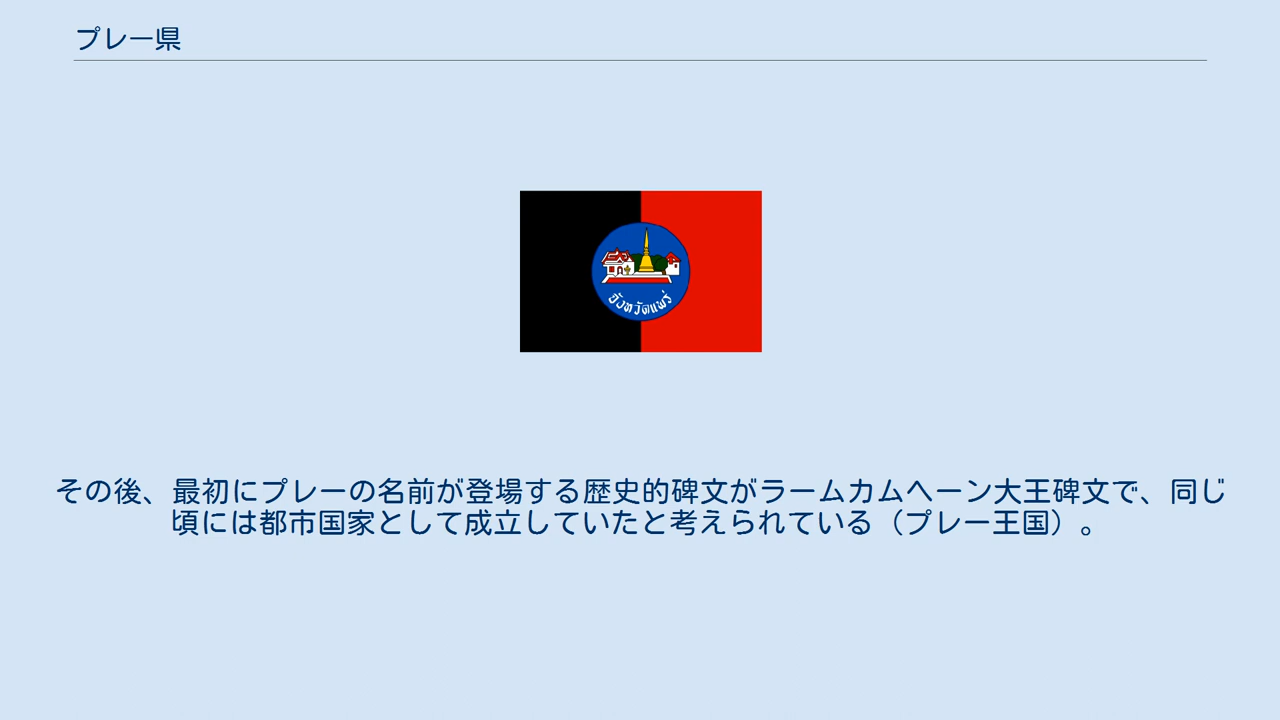 プレー県
จังหวัดแพร่
その後、最初にプレーの名前が登場する歴史的碑文がラームカムヘーン大王碑文で、同じ
頃には都市国家として成立していたと考えられている（プレー王国）。